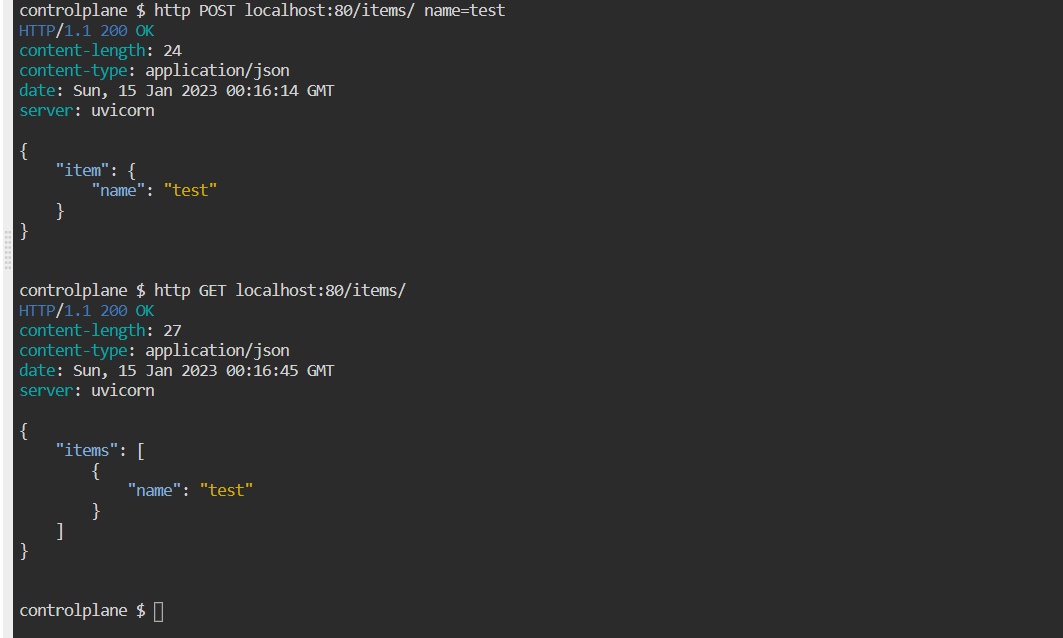 controlplane $ http POST localhost:80/items/ name=test
HTTP/1.1 200 OK
content-length: 24
content-type: application/json
date: Sun, 15 Jan 2023 00:16:14 GMT
server: uvicorn
{
    "item": {
        "name": "test"
    }
}
controlplane $ http GET localhost:80/items/
HTTP/1.1 200 OK
content-length: 27
content-type: application/json
date: Sun, 15 Jan 2023 00:16:45 GMT
server: uvicorn
{
    "items": [
        {
            "name": "test"
        }
    ]
}
controlplane $